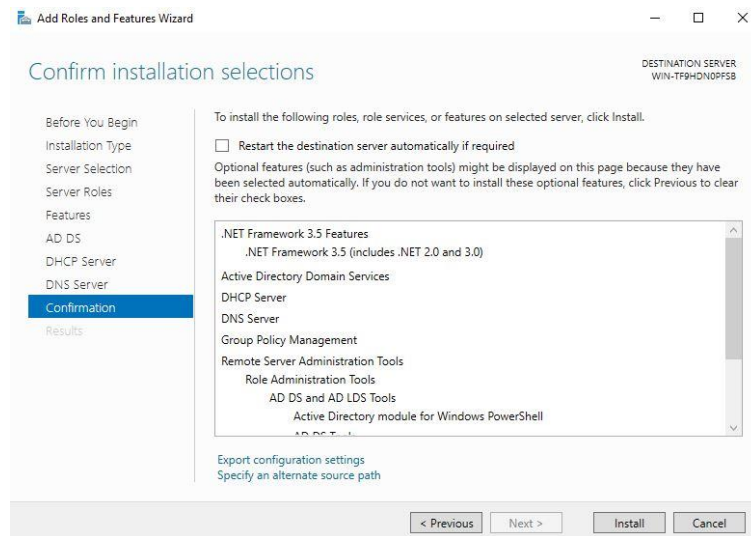 Add Roles and Features Wizard
Confirm installation selections
DESTINATION SERVER
WIN-TF9HDN0PFSB
Before You Begin
Installation Type
Server Selection
Server Roles
Features
AD DS
DHCP Server
DNS Server
Confirmation
Results
To install the following roles, role services, or features on selected server, click Install.
Restart the destination server automatically if required
Optional features (such as administration tools) might be displayed on this page because they have
been selected automatically. If you do not want to install these optional features, click Previous to clear
their check boxes.
.NET Framework 3.5 Features
.NET Framework 3.5 (includes .NET 2.0 and 3.0)
Active Directory Domain Services
DHCP Server
DNS Server
Group Policy Management
Remote Server Administration Tools
Role Administration Tools
AD DS and AD LDS Tools
Active Directory module for Windows PowerShell
AD DS Tools
Export configuration settings
Specify an alternate source path
< Previous
Next >
Install
Cancel